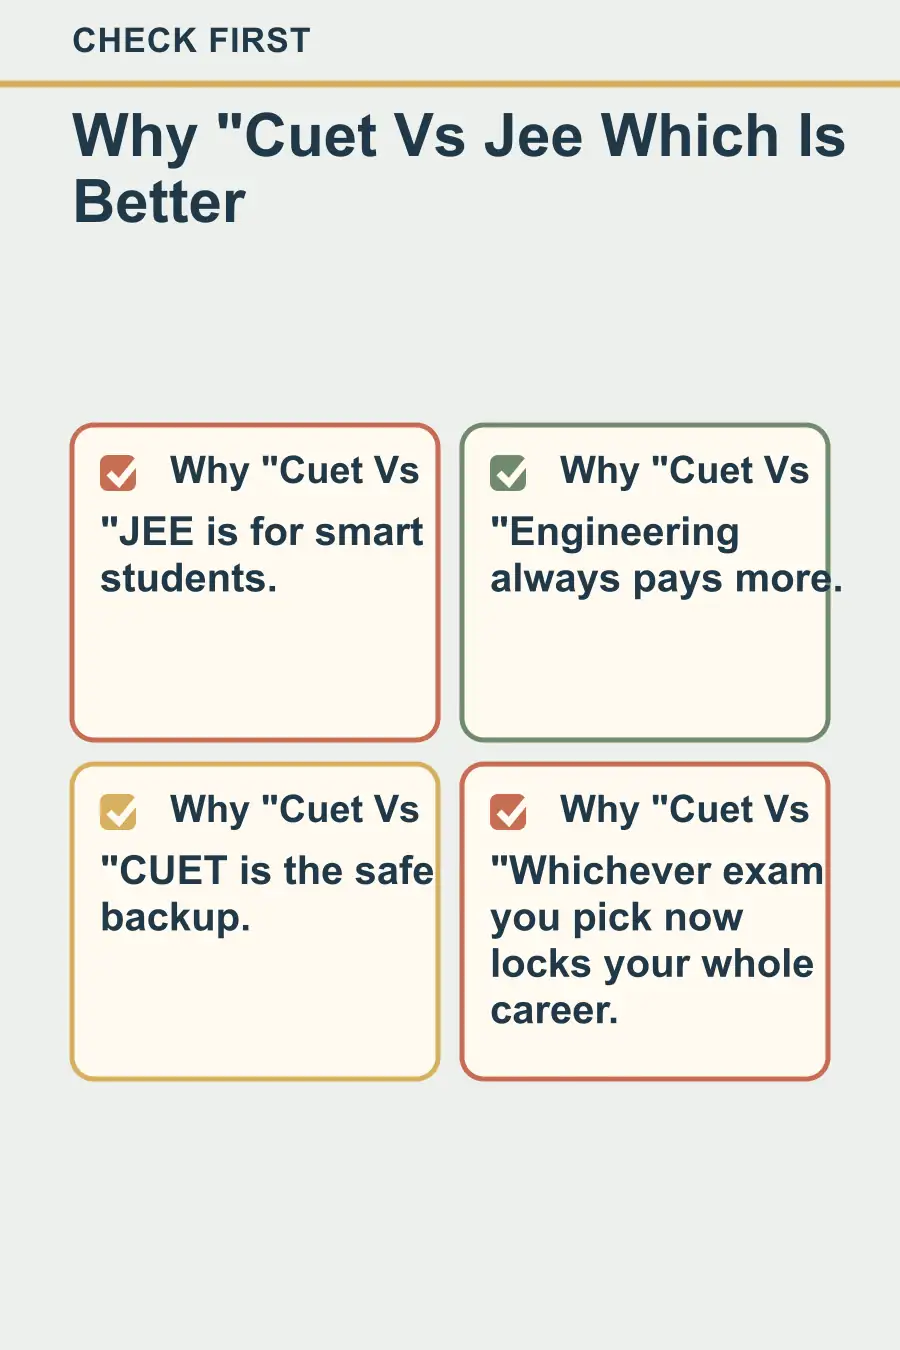 CHECK FIRST
Why "Cuet Vs Jee Which Is
Better
Why "Cuet Vs
"JEE is for smart
students.
Why "Cuet Vs
"Engineering
always pays more.
Why "Cuet Vs
"CUET is the safe
backup.
Why "Cuet Vs
"Whichever exam
you pick now
locks your whole
career.